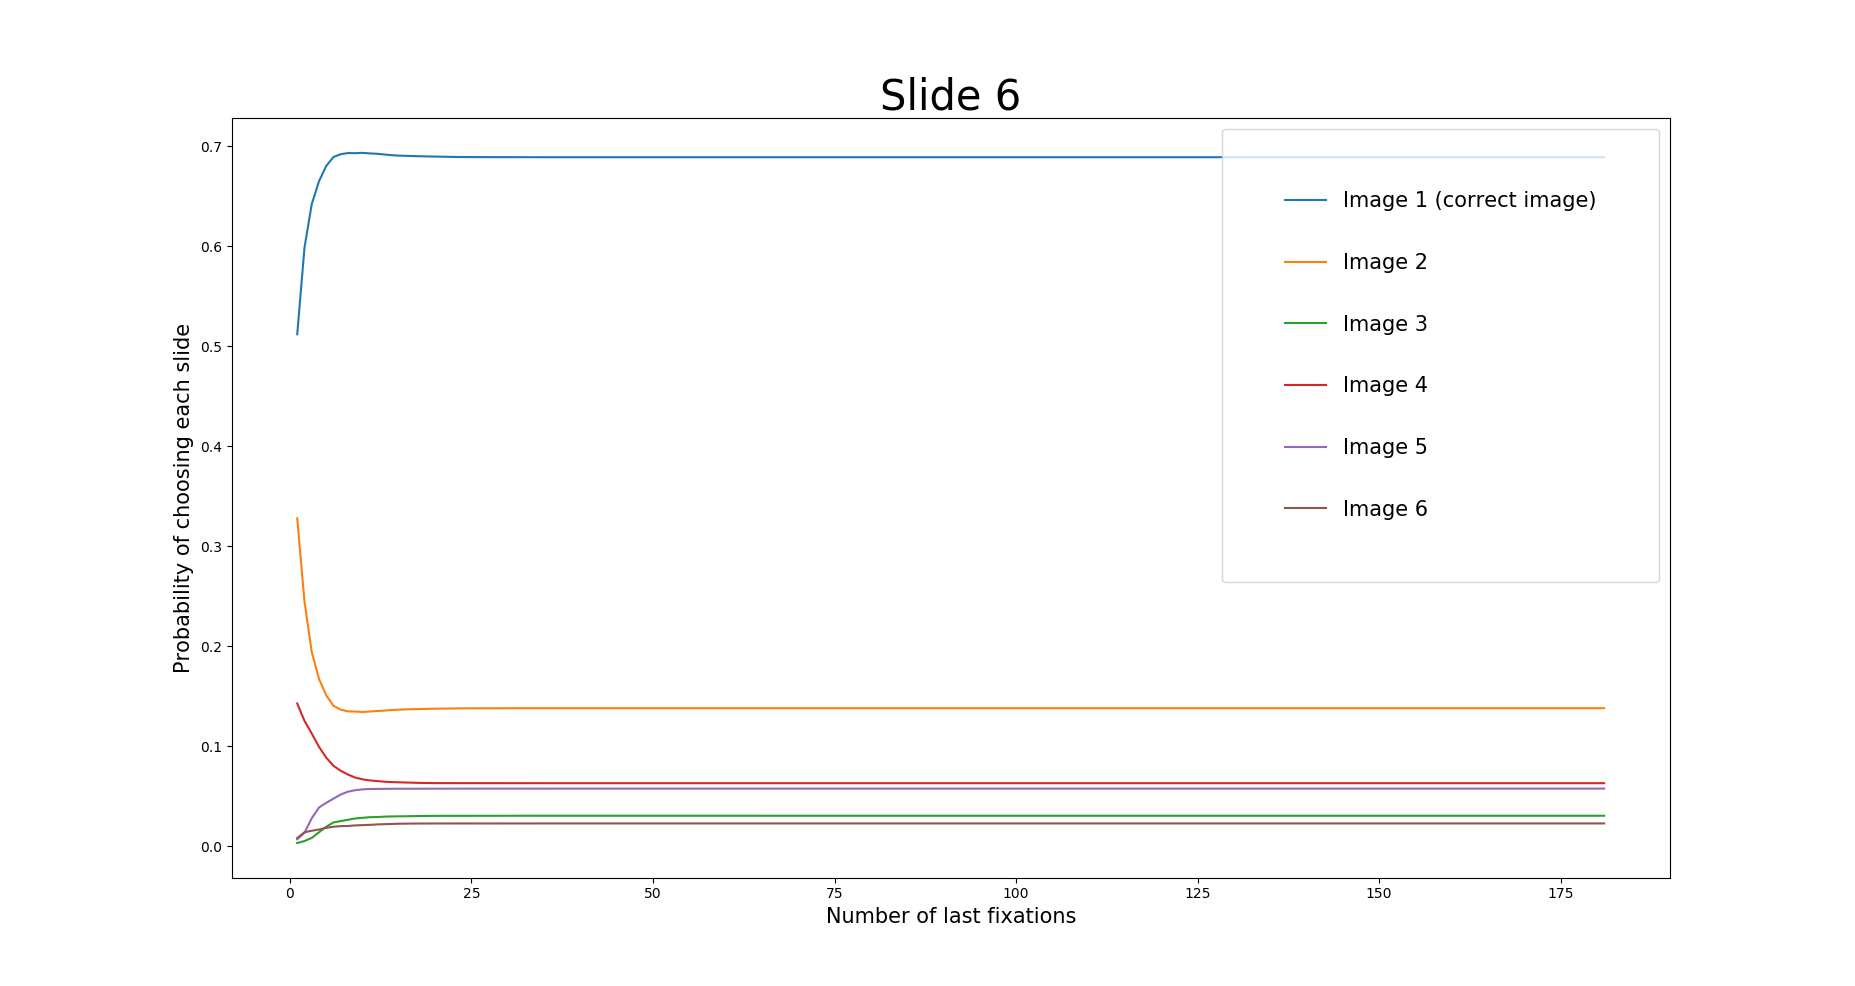 Slide 6
Probability of choosing each slide
0.7
0.6
0.5
0.4
0.3
0.2
0.1
0.0
Image 1 (correct image)
Image 2
Image 3
Image 4
Image 5
Image 6
0 25 50 75 100 125 150 175
Number of last fixations